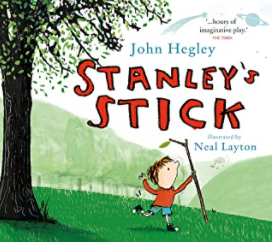 "...hours of
imaginative play."
THE TIMES
John Hegley
STANLEY'S
STICK
illustrated by
Neal Layton